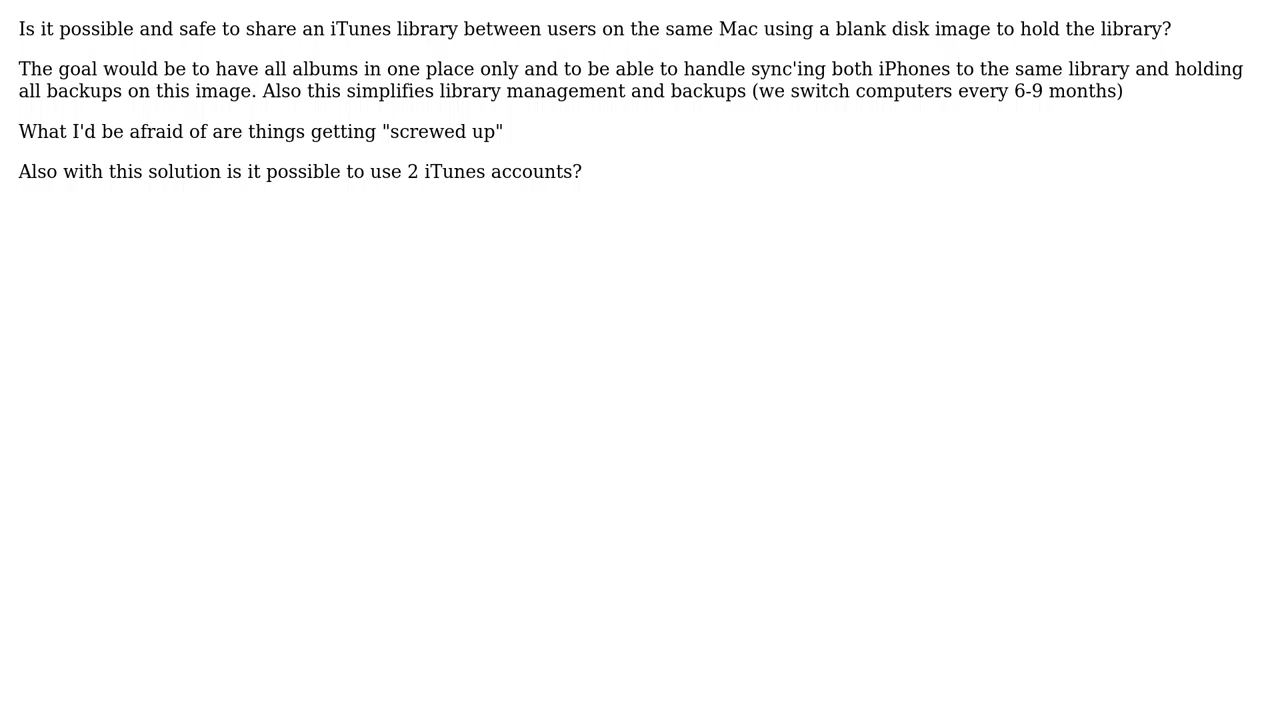 Is it possible and safe to share an iTunes library between users on the same Mac using a blank disk image to hold the library?
The goal would be to have all albums in one place only and to be able to handle sync'ing both iPhones to the same library and holding
all backups on this image. Also this simplifies library management and backups (we switch computers every 6-9 months)
What I'd be afraid of are things getting "screwed up"
Also with this solution is it possible to use 2 iTunes accounts?